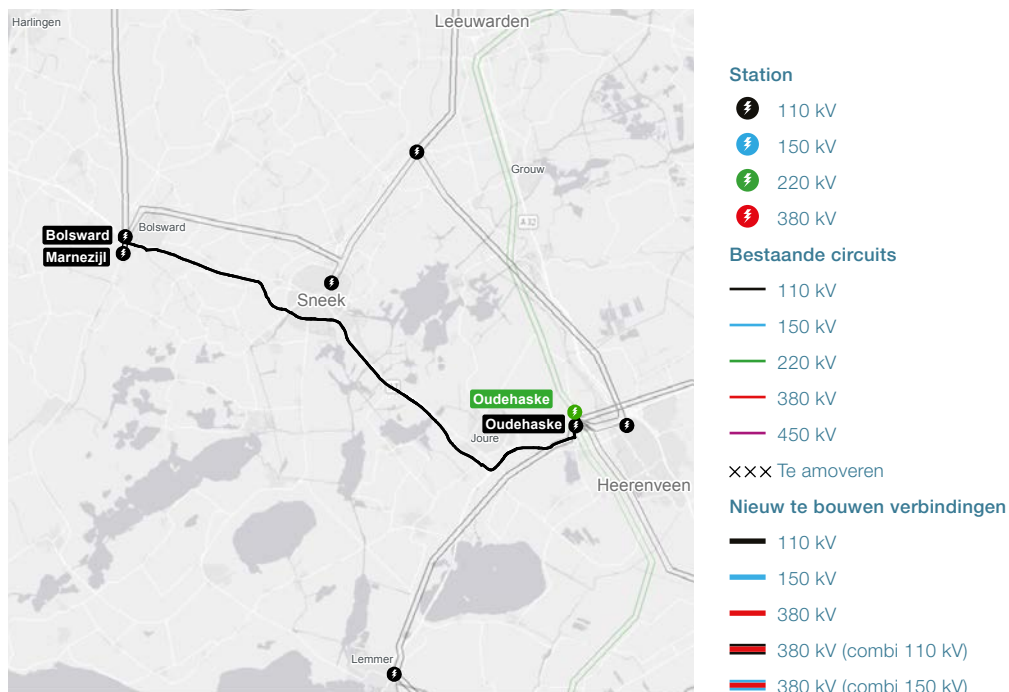 Harlingen
Leeuwarden
Grouw
A32
Bolsward
Bolsward
Marnezijl
Sneek
Oudehaske
Oudehaske
Joure
Heerenveen
Lemmer
Station
110 kV
150 kV
220 kV
380 kV
Bestaande circuits
110 kV
150 kV
220 kV
380 kV
450 kV
Te amoveren
Nieuw te bouwen verbindingen
110 kV
150 kV
380 kV
380 kV (combi 110 kV)
380 kV (combi 150 kV)